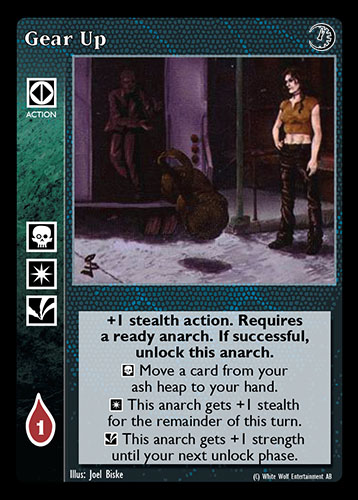 Gear Up
ACTION
+1 stealth action. Requires
a ready anarch. If successful,
unlock this anarch.
Move a card from your
ash heap to your hand.
This anarch gets +1 stealth
for the remainder of this turn.
This anarch gets +1 strength
until your next unlock phase.
1
Illus: Joel Biske
(C) White Wolf Entertainment AB